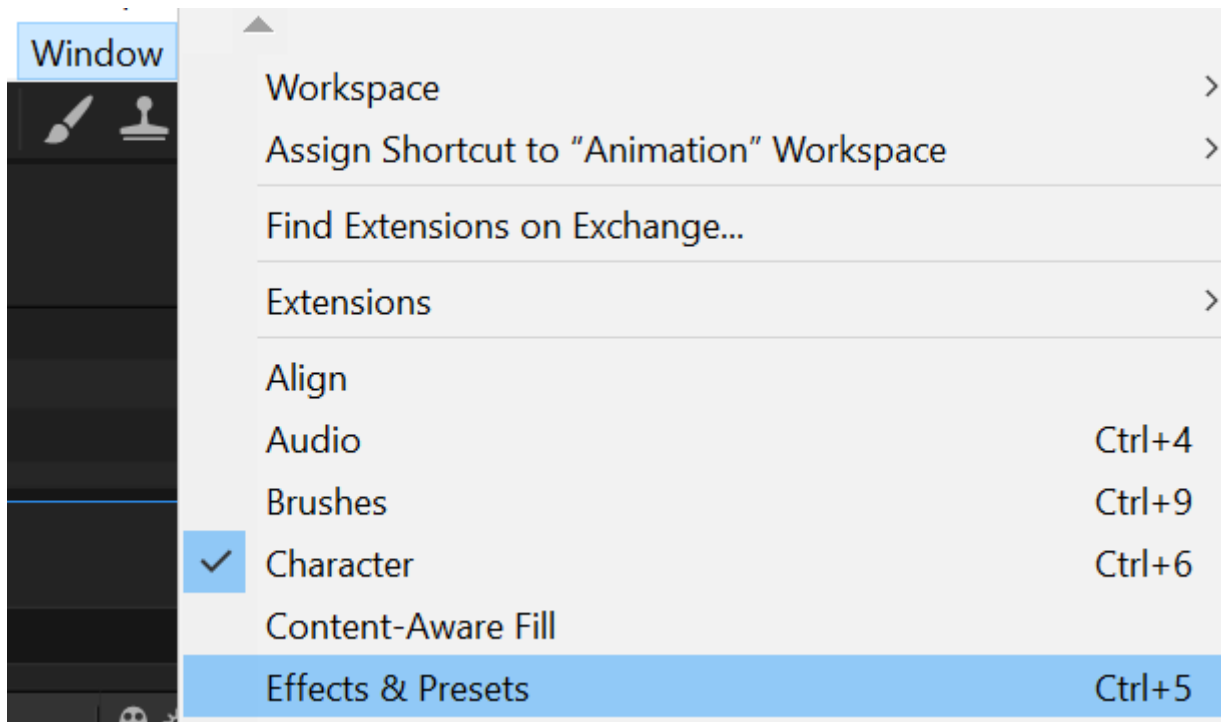 Window
Workspace
Assign Shortcut to “Animation” Workspace
Find Extensions on Exchange...
Extensions
Align
Audio Ctrl+4
Brushes Ctrl+9
Character Ctrl+6
Content-Aware Fill
Effects & Presets Ctrl+5